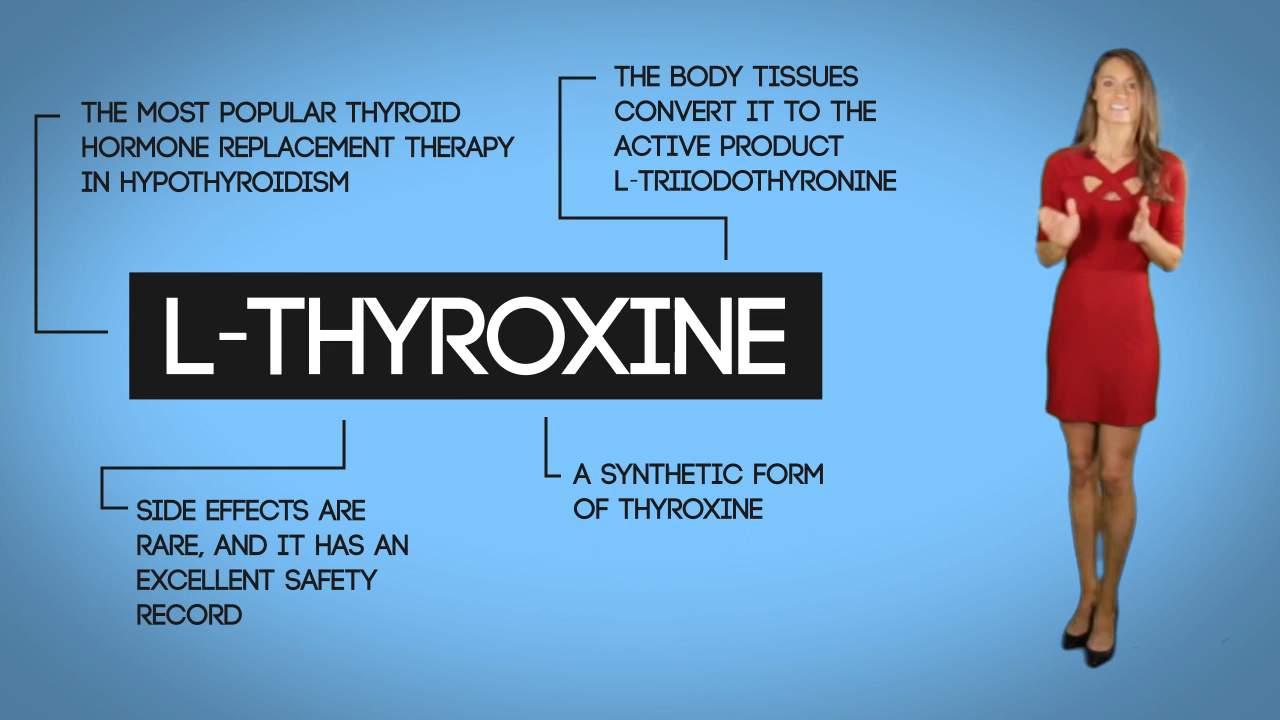 THE MOST POPULAR THYROID
HORMONE REPLACEMENT THERAPY
IN HYPOTHYROIDISM
THE BODY TISSUES
CONVERT IT TO THE
ACTIVE PRODUCT
L-TRIIODOTHYRONINE
L-THYROXINE
SIDE EFFECTS ARE
RARE, AND IT HAS AN
EXCELLENT SAFETY
RECORD
A SYNTHETIC FORM
OF THYROXINE